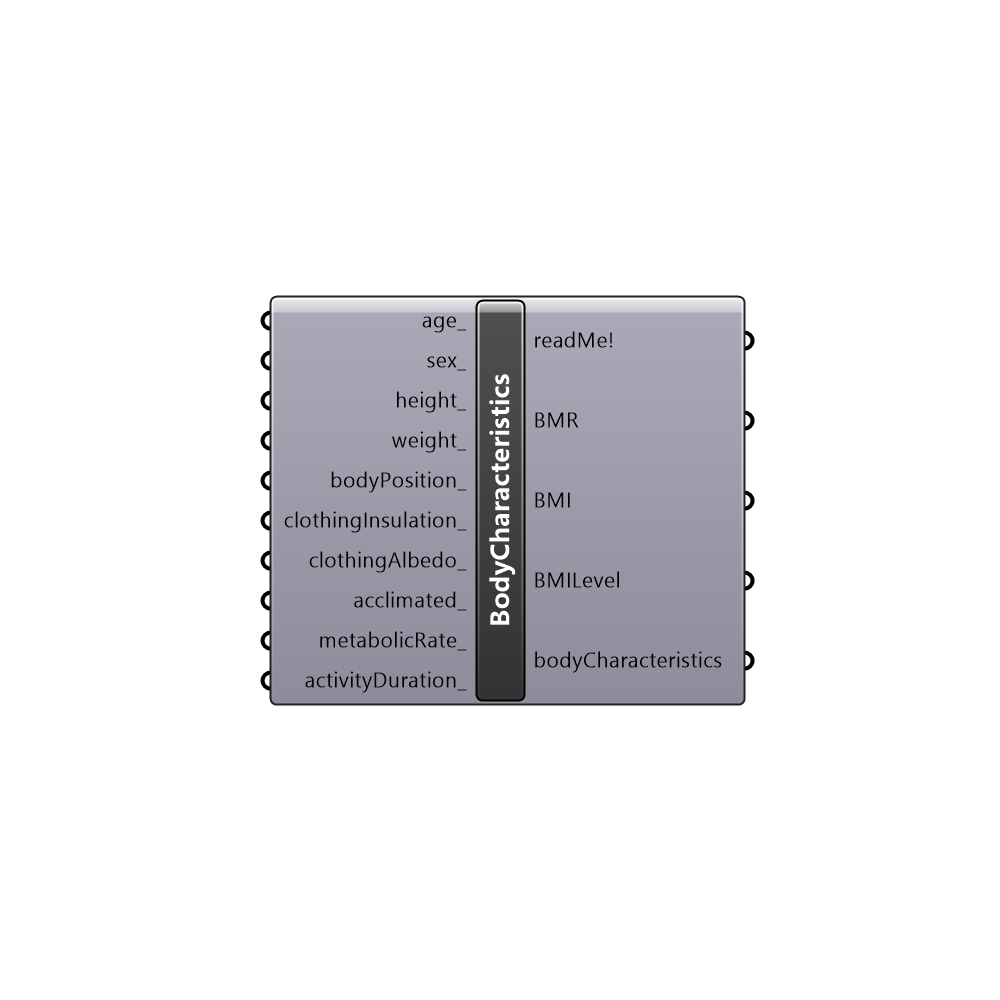 age_
sex_
height_
weight_
bodyPosition_
clothingInsulation_
clothingAlbedo_
acclimated_
metabolicRate_
activityDuration_
BodyCharacteristics
readMe!
BMR
BMI
BMILevel
bodyCharacteristics